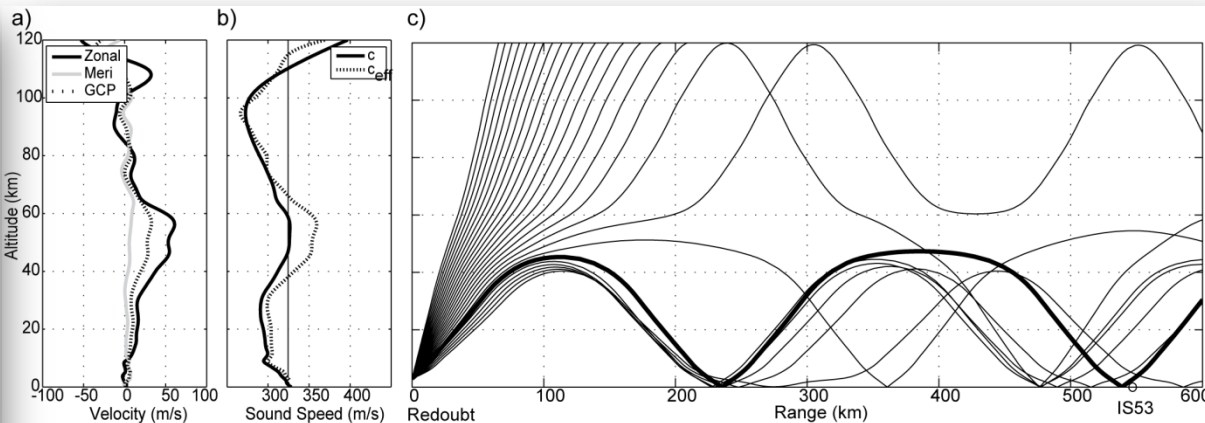 a)
b)
c)
120
100
80
60
40
20
0
Altitude (km)
Zonal
Meri
GCP
-100
-50
0
50
100
Velocity (m/s)
c
c_eff
300
350
400
Sound Speed (m/s)
0
100
200
300
400
500
600
Redoubt
Range (km)
IS53